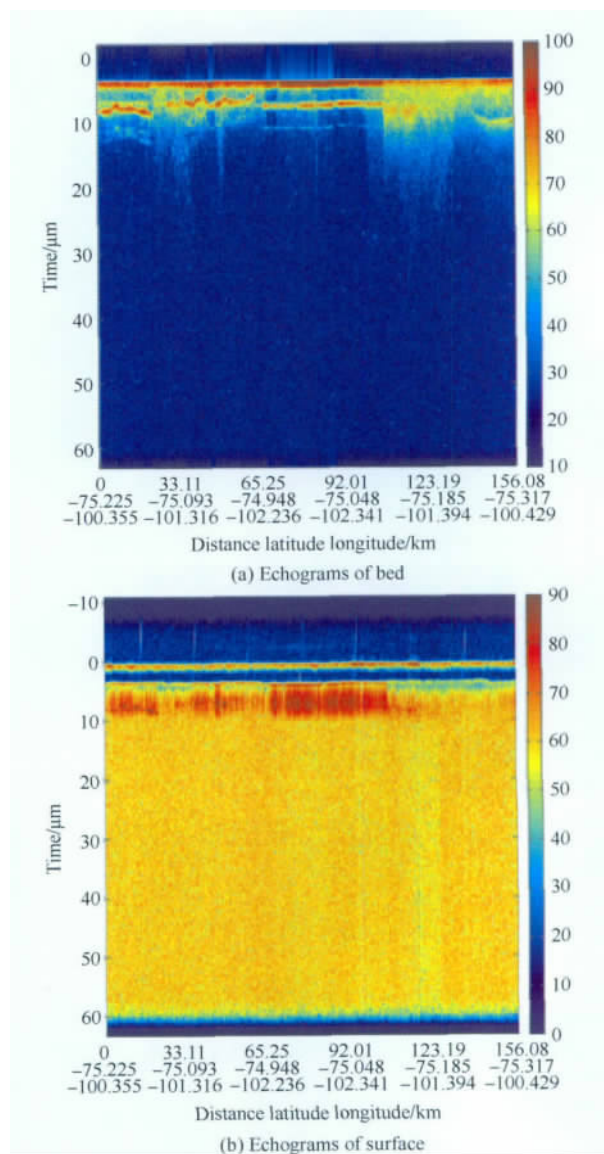 0
10
20
30
40
50
60
Time/μm
100
90
80
70
60
50
40
30
20
10
0 33.11 65.25 92.01 123.19 156.08
−75.225 −75.093 −74.948 −75.048 −75.185 −75.317
−100.355 −101.316 −102.236 −102.341 −101.394 −100.429
Distance latitude longitude/km
(a) Echograms of bed
−10
0
10
20
30
40
50
60
Time/μm
90
80
70
60
50
40
30
20
10
0
0 33.11 65.25 92.01 123.19 156.08
−75.225 −75.093 −74.948 −75.048 −75.185 −75.317
−100.355 −101.316 −102.236 −102.341 −101.394 −100.429
Distance latitude longitude/km
(b) Echograms of surface